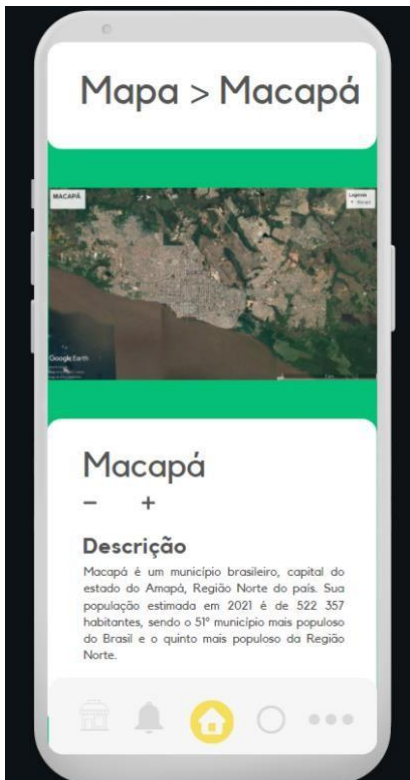 Mapa > Macapá
MACAPÁ
Legenda
Google Earth
Macapá
− +
Descrição
Macapá é um município brasileiro, capital do
estado do Amapá, Região Norte do país. Sua
população estimada em 2021 é de 522 357
habitantes, sendo o 51º município mais populoso
do Brasil e o quinto mais populoso da Região
Norte.